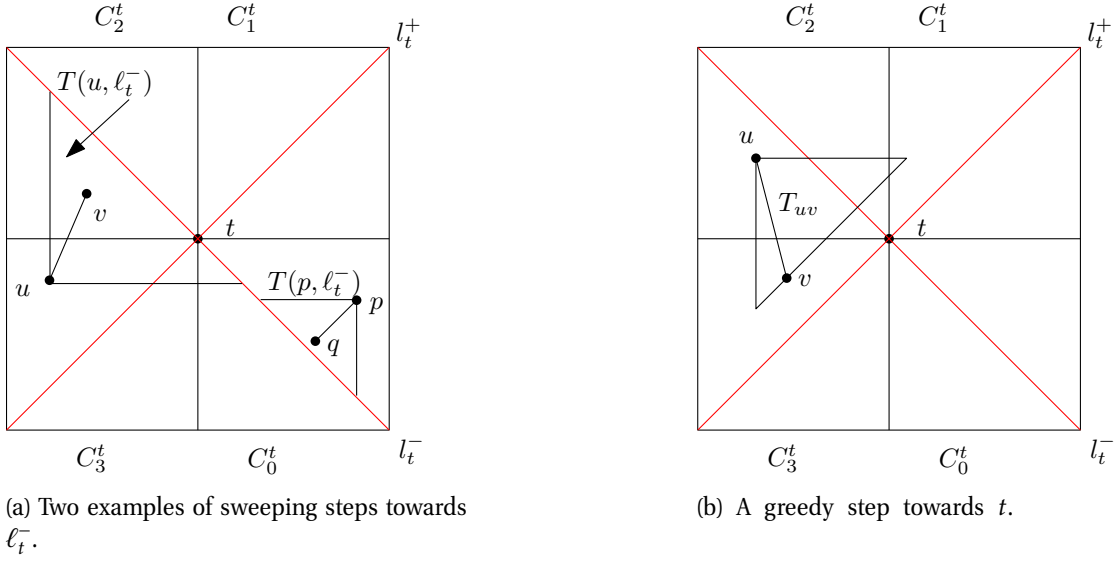 C_2^t C_1^t l_t^+
T(u, ℓ_t^−)
v
t
u
T(p, ℓ_t^−)
p
q
C_3^t C_0^t l_t^−
(a) Two examples of sweeping steps towards
ℓ_t^−.
C_2^t C_1^t l_t^+
u
T_{uv}
t
v
C_3^t C_0^t l_t^−
(b) A greedy step towards t.